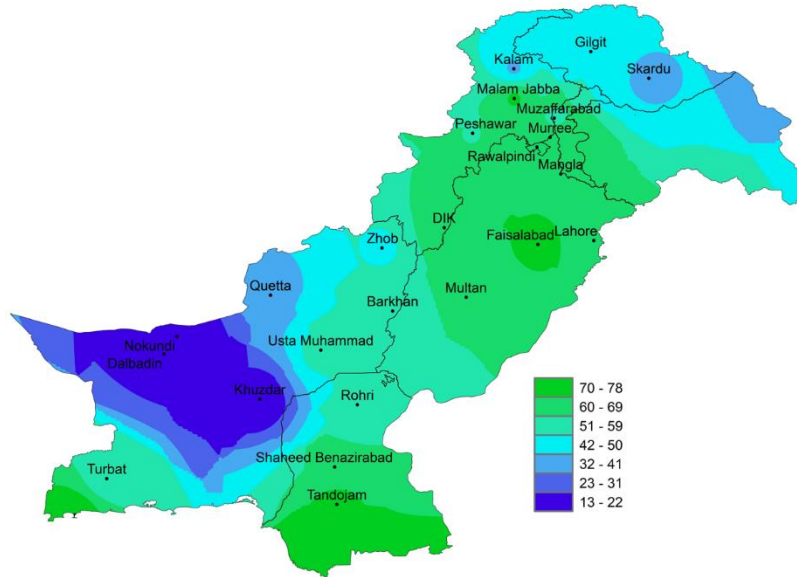 Gilgit
Kalam
Skardu
Malam Jabba
Muzaffarabad
Peshawar
Murree
Rawalpindi
Mangla
DIK
Zhob
Faisalabad
Lahore
Quetta
Multan
Barkhan
Nokundi
Usta Muhammad
Dalbadin
Khuzdar
Rohri
Shaheed Benazirabad
Turbat
Tandojam
70 - 78
60 - 69
51 - 59
42 - 50
32 - 41
23 - 31
13 - 22